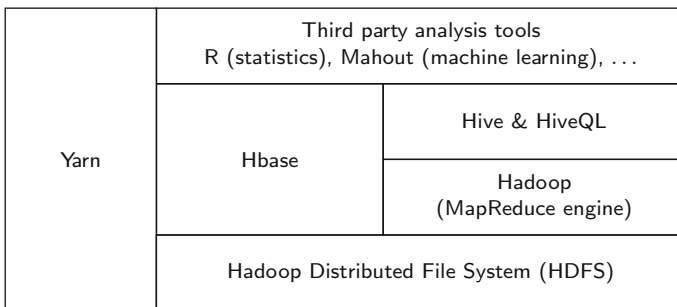 Third party analysis tools
R (statistics), Mahout (machine learning), ...
Yarn
Hbase
Hive & HiveQL
Hadoop
(MapReduce engine)
Hadoop Distributed File System (HDFS)